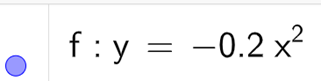 f : y = −0.2 x²